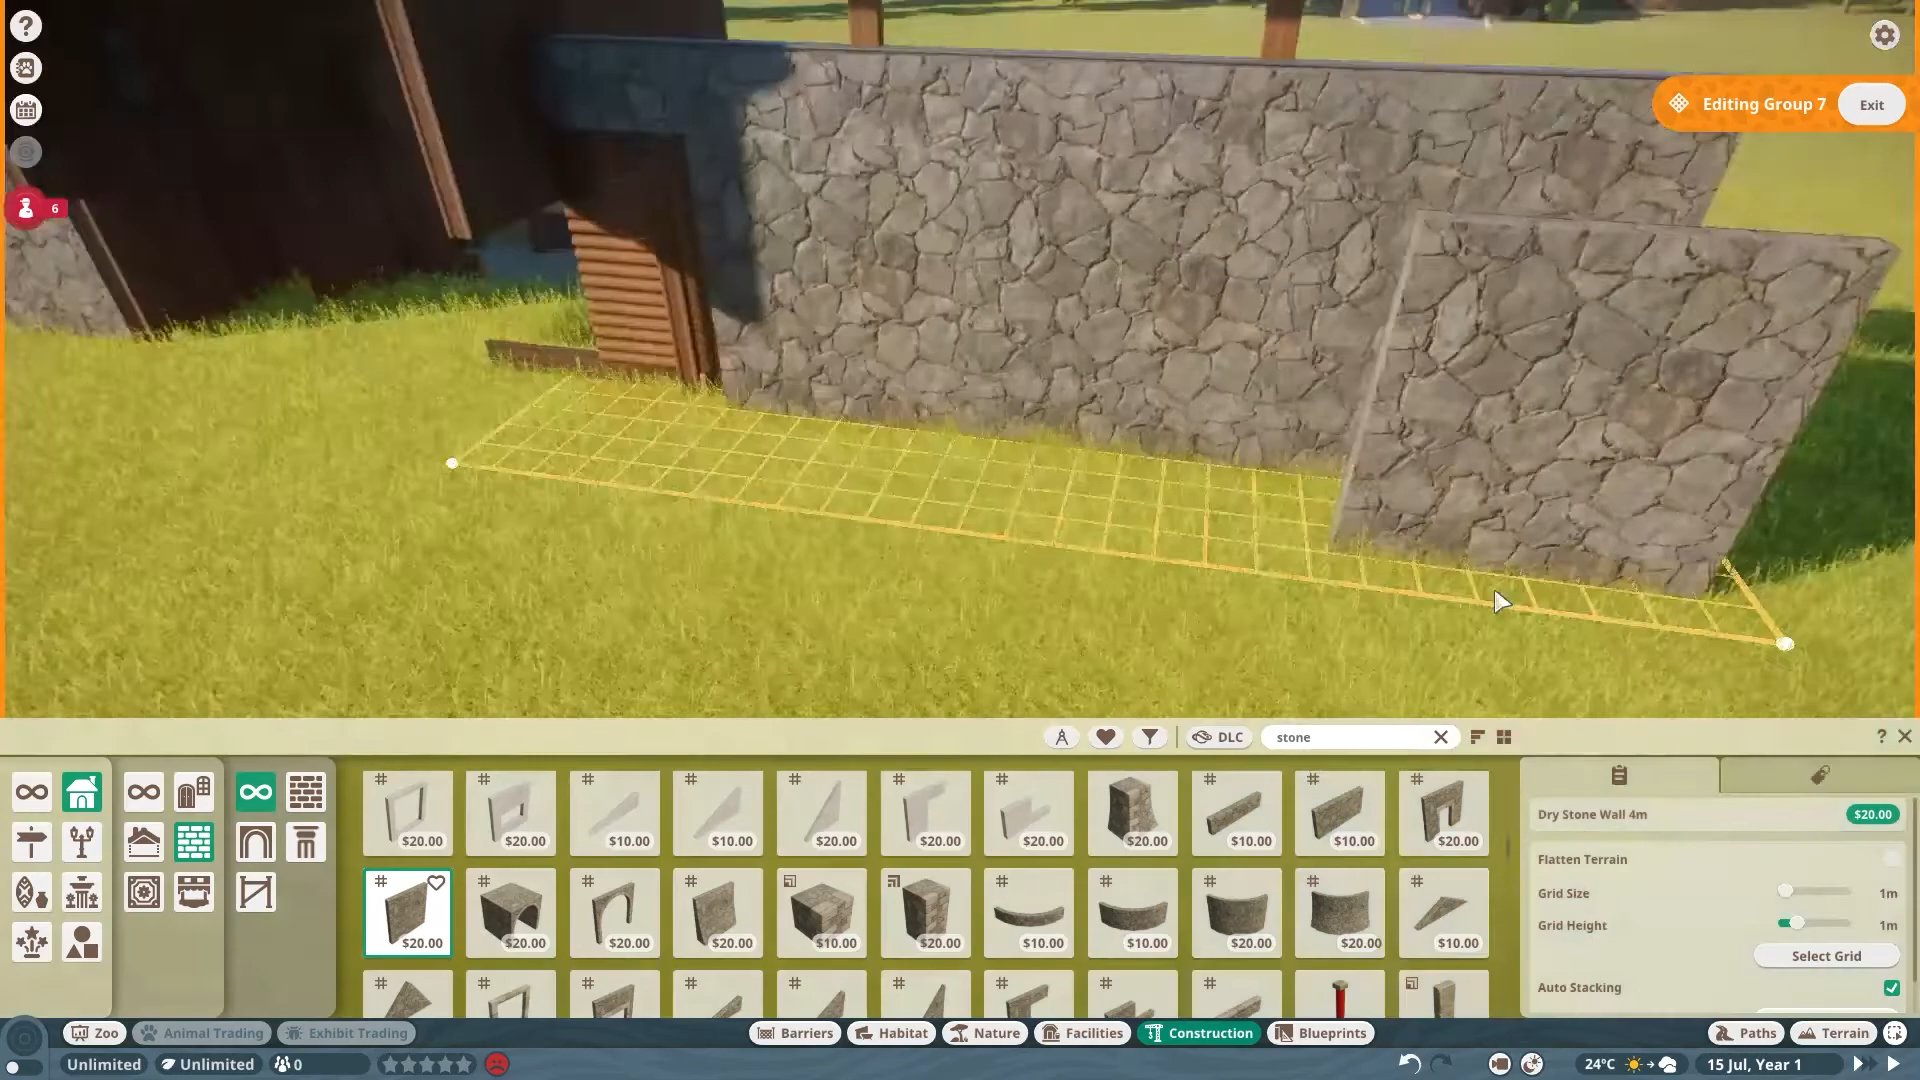 ?
Editing Group 7
Exit
6
DLC
stone
?
$20.00
$20.00
$10.00
$10.00
$20.00
$20.00
$20.00
$20.00
$10.00
$10.00
$20.00
$20.00
$20.00
$20.00
$20.00
$10.00
$20.00
$10.00
$10.00
$20.00
$20.00
$10.00
Dry Stone Wall 4m
$20.00
Flatten Terrain
Grid Size
1m
Grid Height
1m
Select Grid
Auto Stacking
Zoo
Animal Trading
Exhibit Trading
Barriers
Habitat
Nature
Facilities
Construction
Blueprints
Paths
Terrain
Unlimited
Unlimited
0
24°C
15 Jul, Year 1